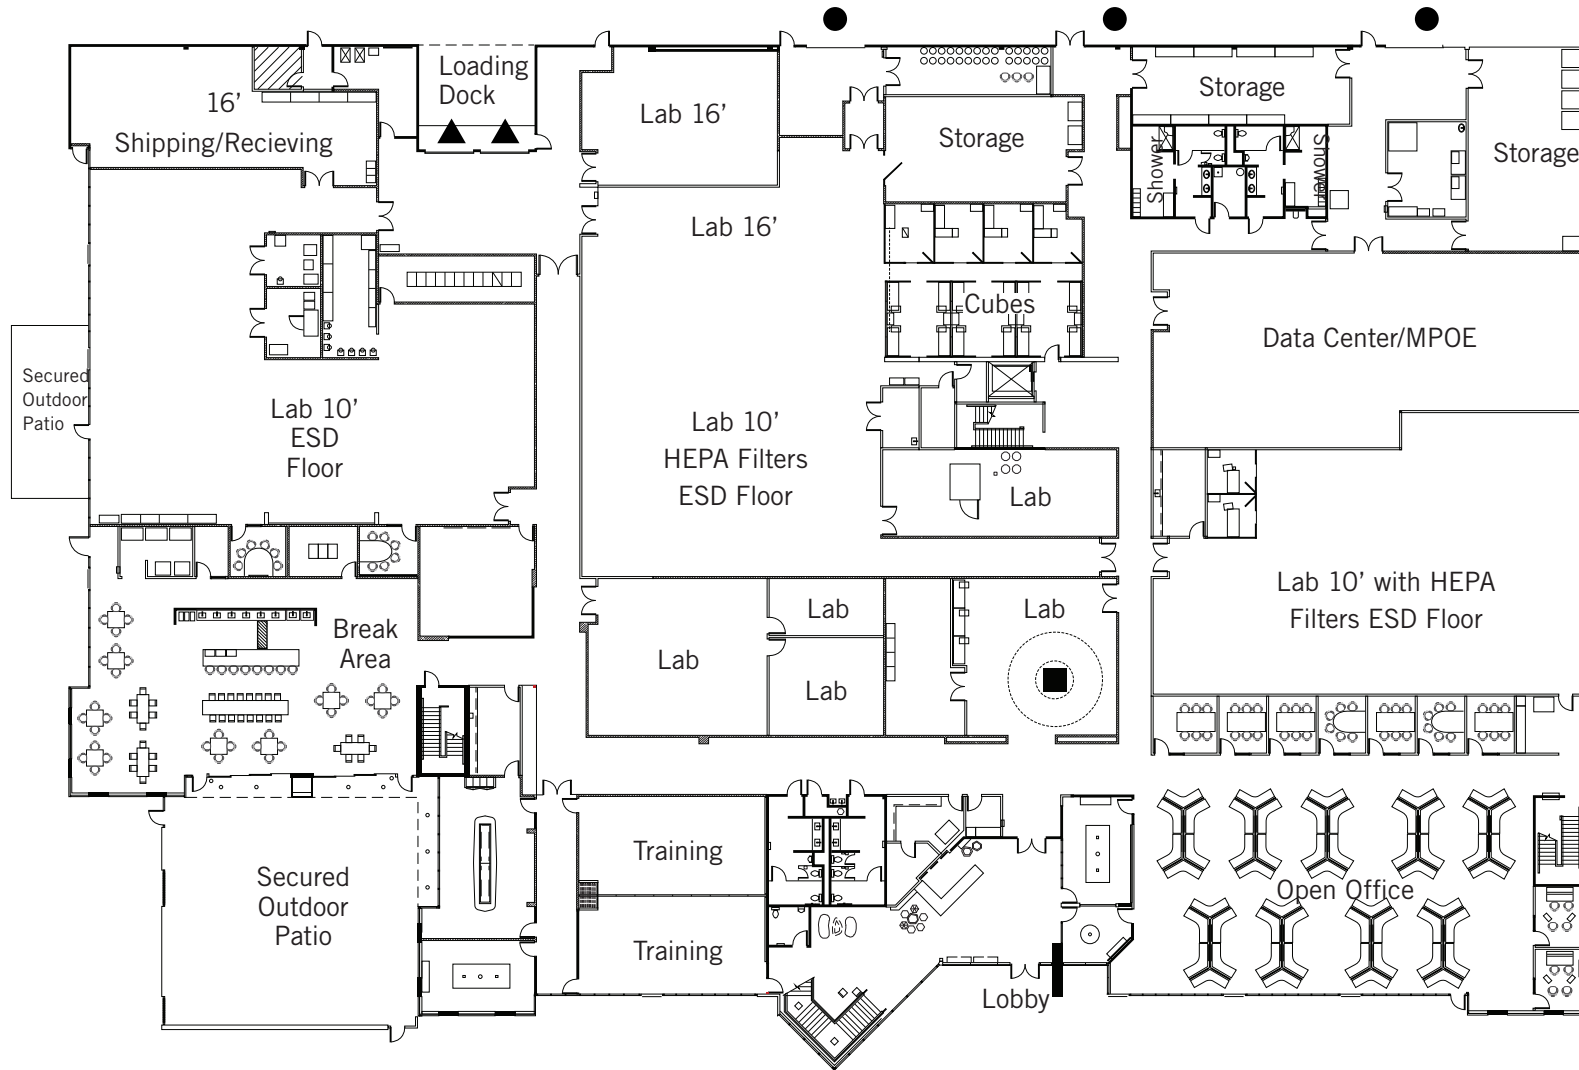 Loading
Dock
16'
Shipping/Recieving
Lab 16'
Storage
Storage
Storage
Shower
Shower
Lab 16'
Cubes
Data Center/MPOE
Secured
Outdoor
Patio
Lab 10'
ESD
Floor
Lab 10'
HEPA Filters
ESD Floor
Lab
Lab 10' with HEPA
Filters ESD Floor
Break
Area
Lab
Lab
Lab
Lab
Training
Secured
Outdoor
Patio
Open Office
Training
Lobby